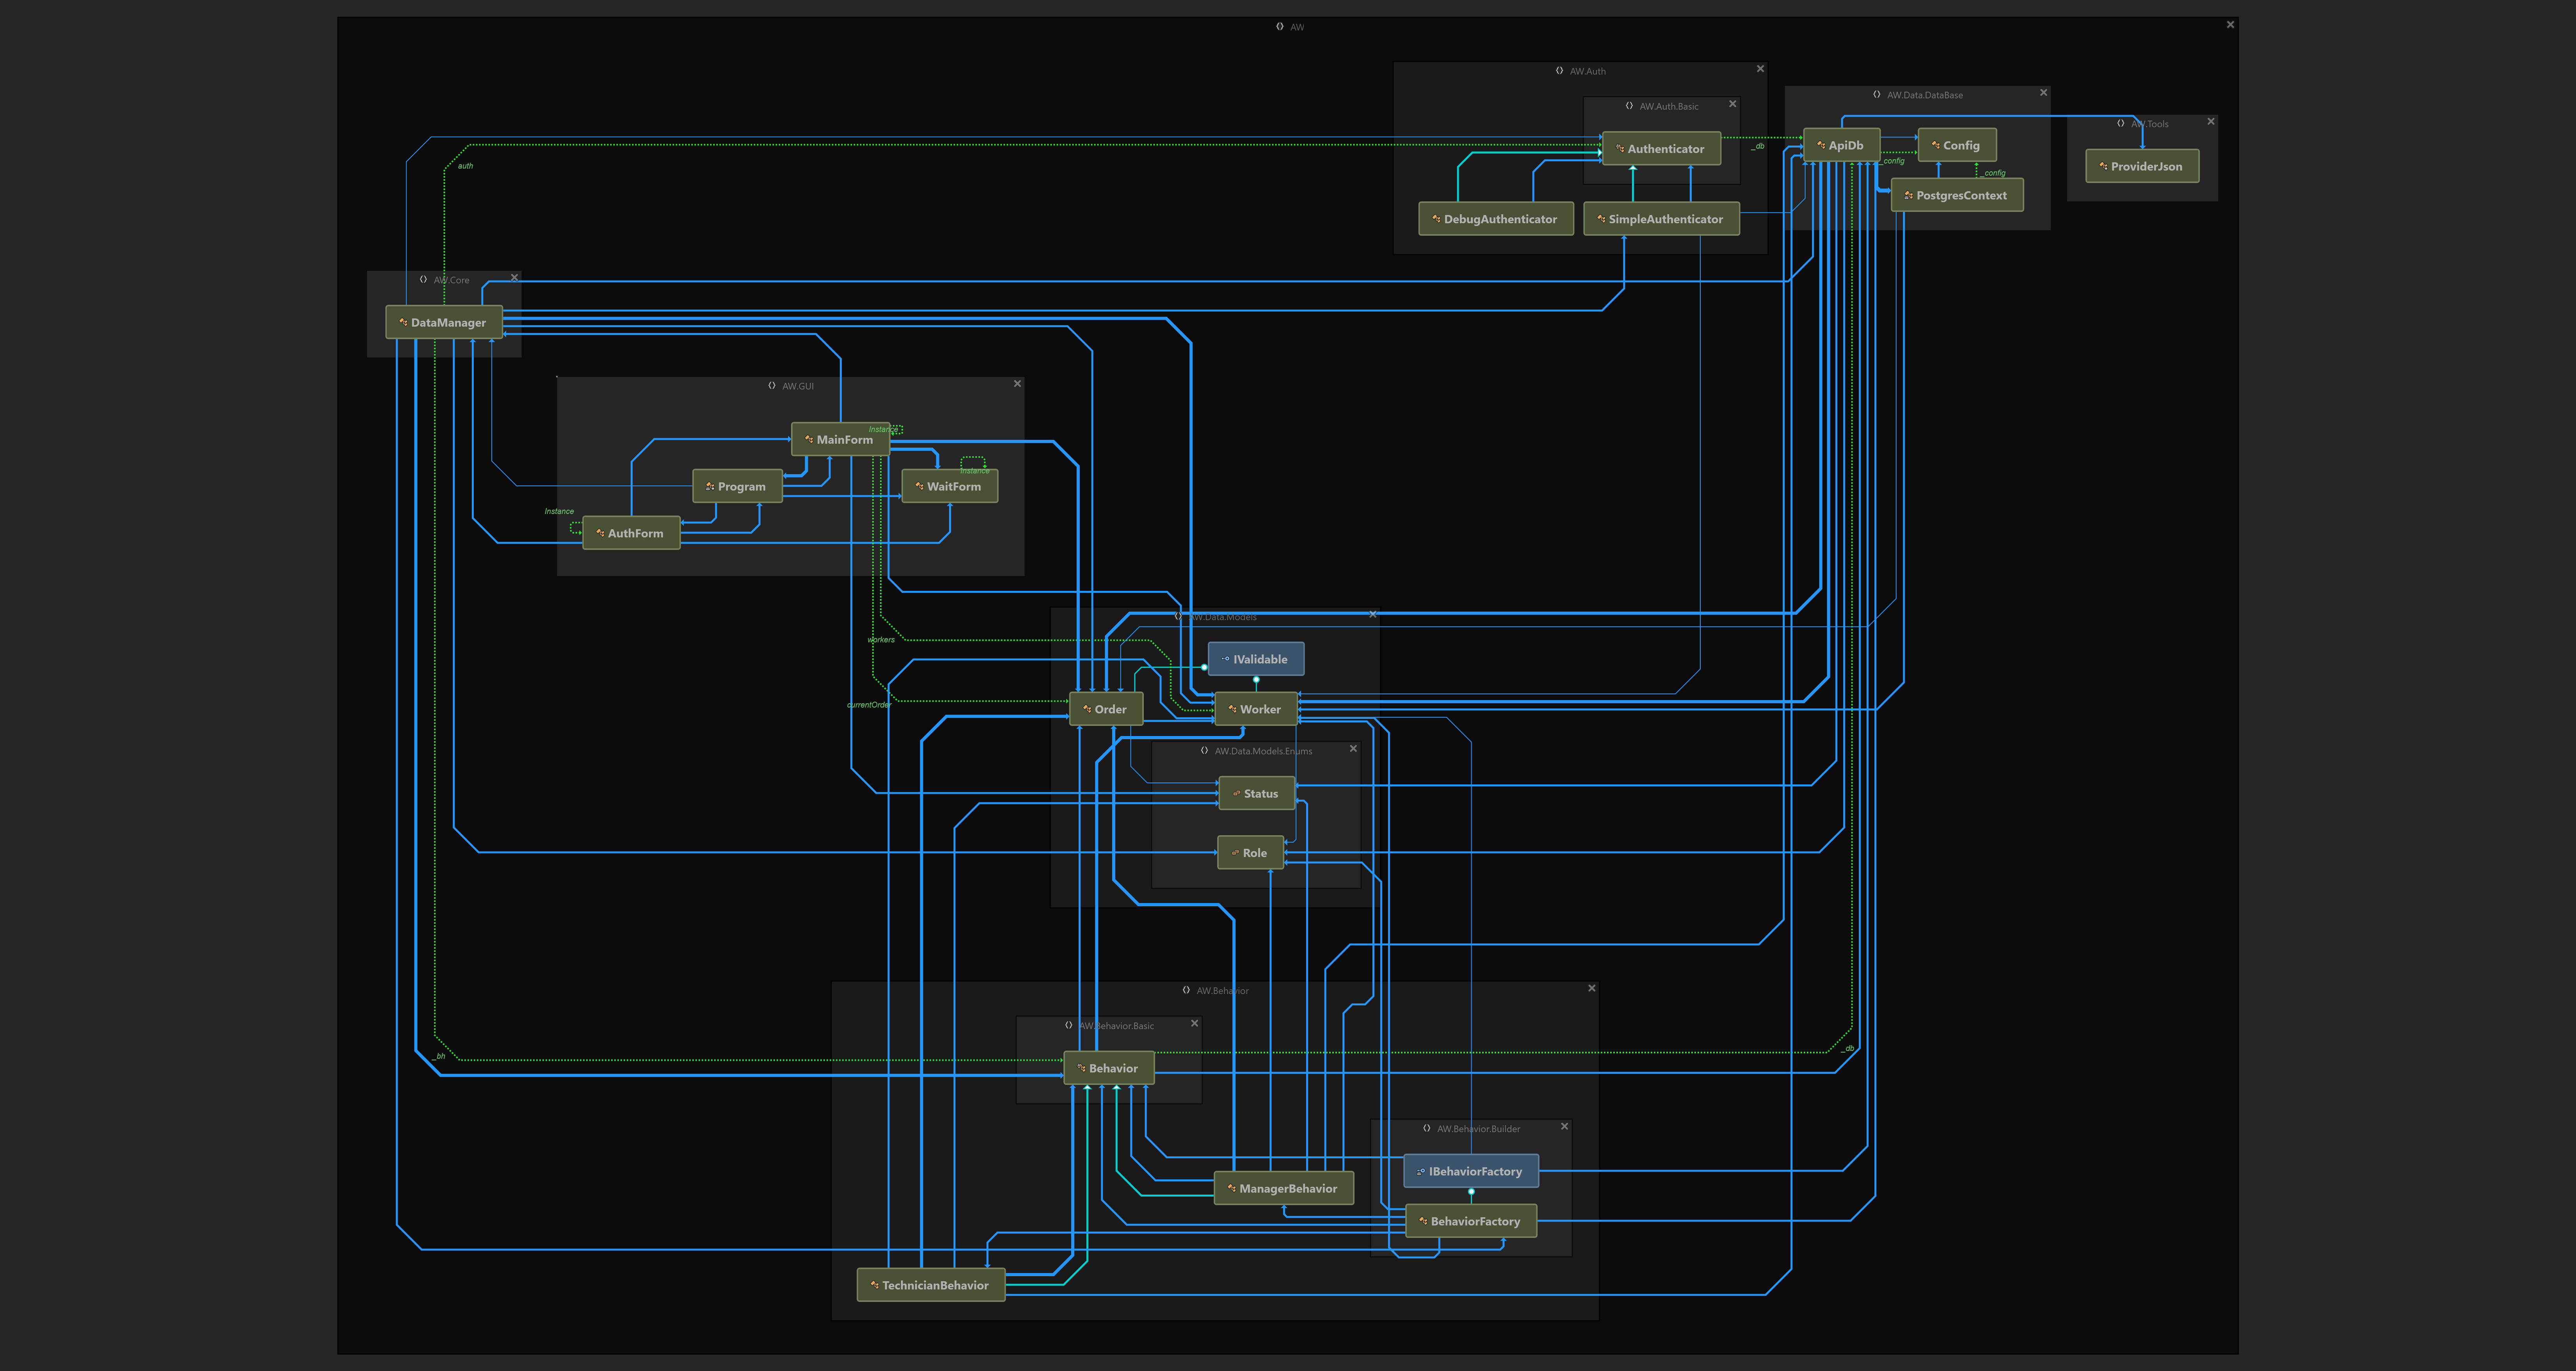 AW
AW.Auth
AW.Auth.Basic
Authenticator
DebugAuthenticator
SimpleAuthenticator
_db
AW.Data.DataBase
ApiDb
Config
_config
_config
PostgresContext
AW.Tools
ProviderJson
auth
AW.Core
DataManager
AW.GUI
MainForm
Instance
Program
WaitForm
Instance
Instance
AuthForm
AW.Data.Models
workers
IValidable
currentOrder
Order
Worker
AW.Data.Models.Enums
Status
Role
AW.Behavior
AW.Behavior.Basic
_bh
_db
Behavior
AW.Behavior.Builder
IBehaviorFactory
ManagerBehavior
BehaviorFactory
TechnicianBehavior